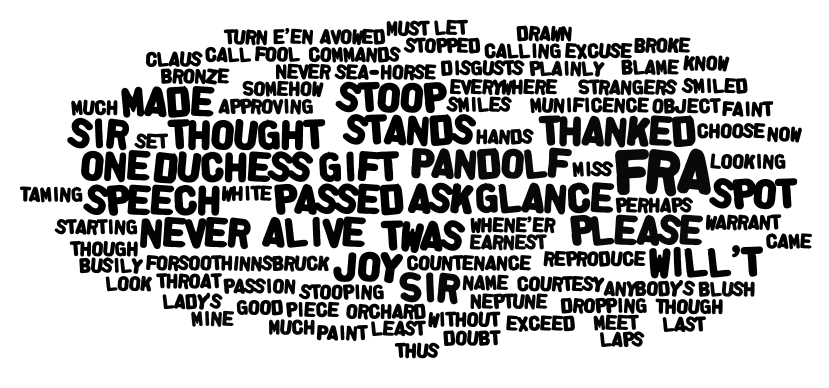 MUST LET
TURN E'EN AVOWED DRAWN
CLAUS CALL FOOL COMMANDS STOPPED CALLING EXCUSE BROKE
BRONZE NEVER SEA-HORSE DISGUSTS PLAINLY BLAME KNOW
SOMEHOW STOOP EVERYWHERE STRANGERS SMILED
MUCH MADE APPROVING SMILES MUNIFICENCE OBJECT FAINT
SIR SET THOUGHT STANDS HANDS THANKED CHOOSE NOW
ONE DUCHESS GIFT PANDOLF MISS FRA LOOKING
TAMING SPEECH WHITE PASSED ASK GLANCE PERHAPS SPOT
STARTING NEVER ALIVE TWAS WHENE'ER PLEASE WARRANT
THOUGH EARNEST CAME
BUSILY FORSOOTH INNSBRUCK JOY COUNTENANCE REPRODUCE WILL'T
LOOK THROAT PASSION STOOPING SIR NAME COURTESY ANYBODY'S BLUSH
LADY'S GOOD PIECE ORCHARD NEPTUNE DROPPING THOUGH
MINE MUCH PAINT LEAST WITHOUT EXCEED MEET LAST
THUS DOUBT LAPS